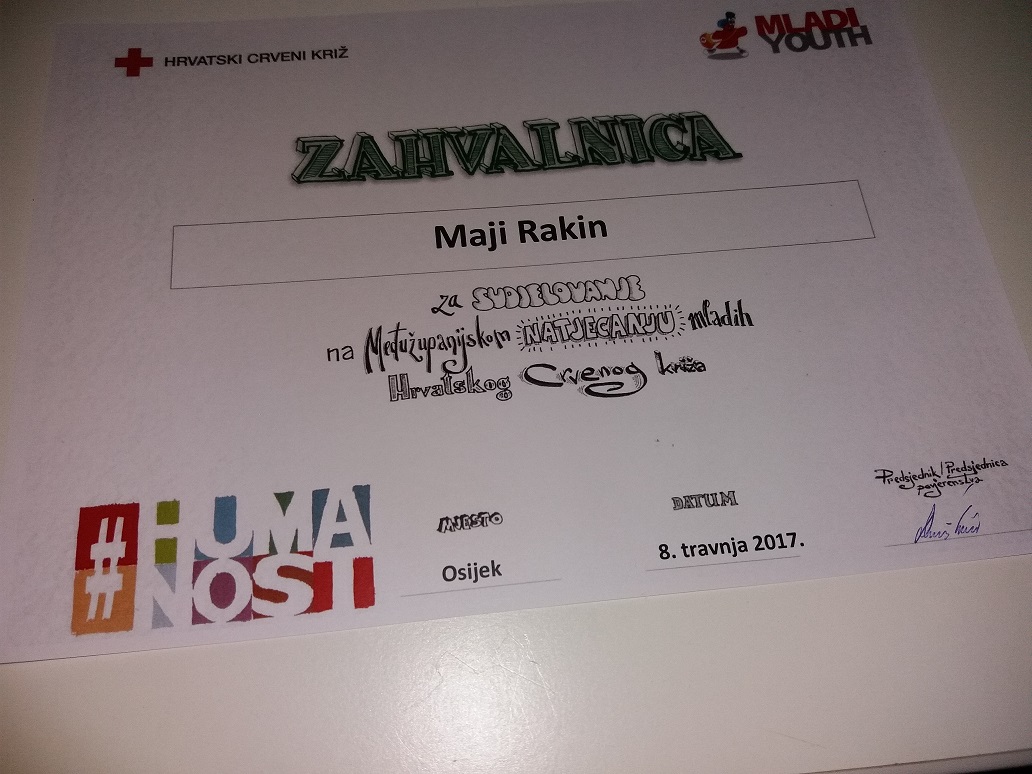 HRVATSKI CRVENI KRIŽ
MLADI
YOUTH
ZAHVALNICA
Maji Rakin
za SUDJELOVANJE
na Međužupanijskom NATJECANJU mladih
Hrvatskog Crvenog križa
#HUMA
#NOST
MJESTO
Osijek
DATUM
8. travnja 2017.
Predsjednik/Predsjednica
povjerenstva